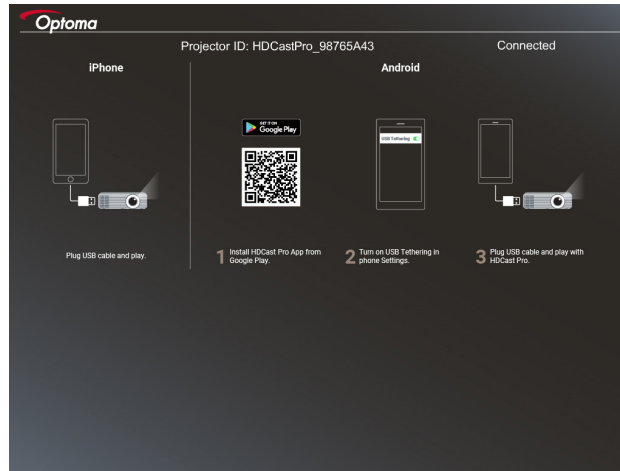 Optoma
Projector ID: HDCastPro_98765A43
Connected
iPhone
Android
GET IT ON
Google Play
USB Tethering
Plug USB cable and play.
1 Install HDCast Pro App from
Google Play.
2 Turn on USB Tethering in
phone Settings.
3 Plug USB cable and play with
HDCast Pro.